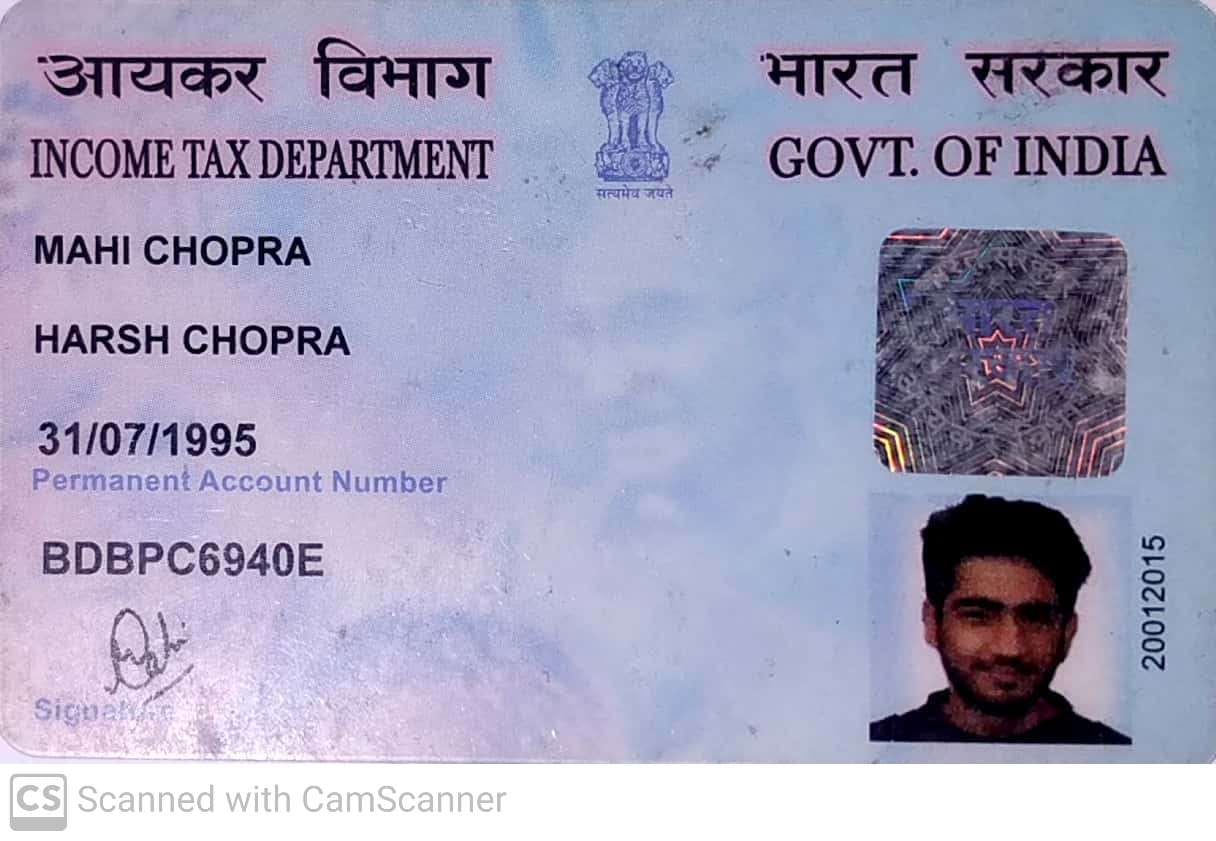 आयकर विभाग
INCOME TAX DEPARTMENT
सत्यमेव जयते
भारत सरकार
GOVT. OF INDIA
MAHI CHOPRA
HARSH CHOPRA
31/07/1995
Permanent Account Number
BDBPC6940E
Mahi
Signature
20012015
CS Scanned with CamScanner